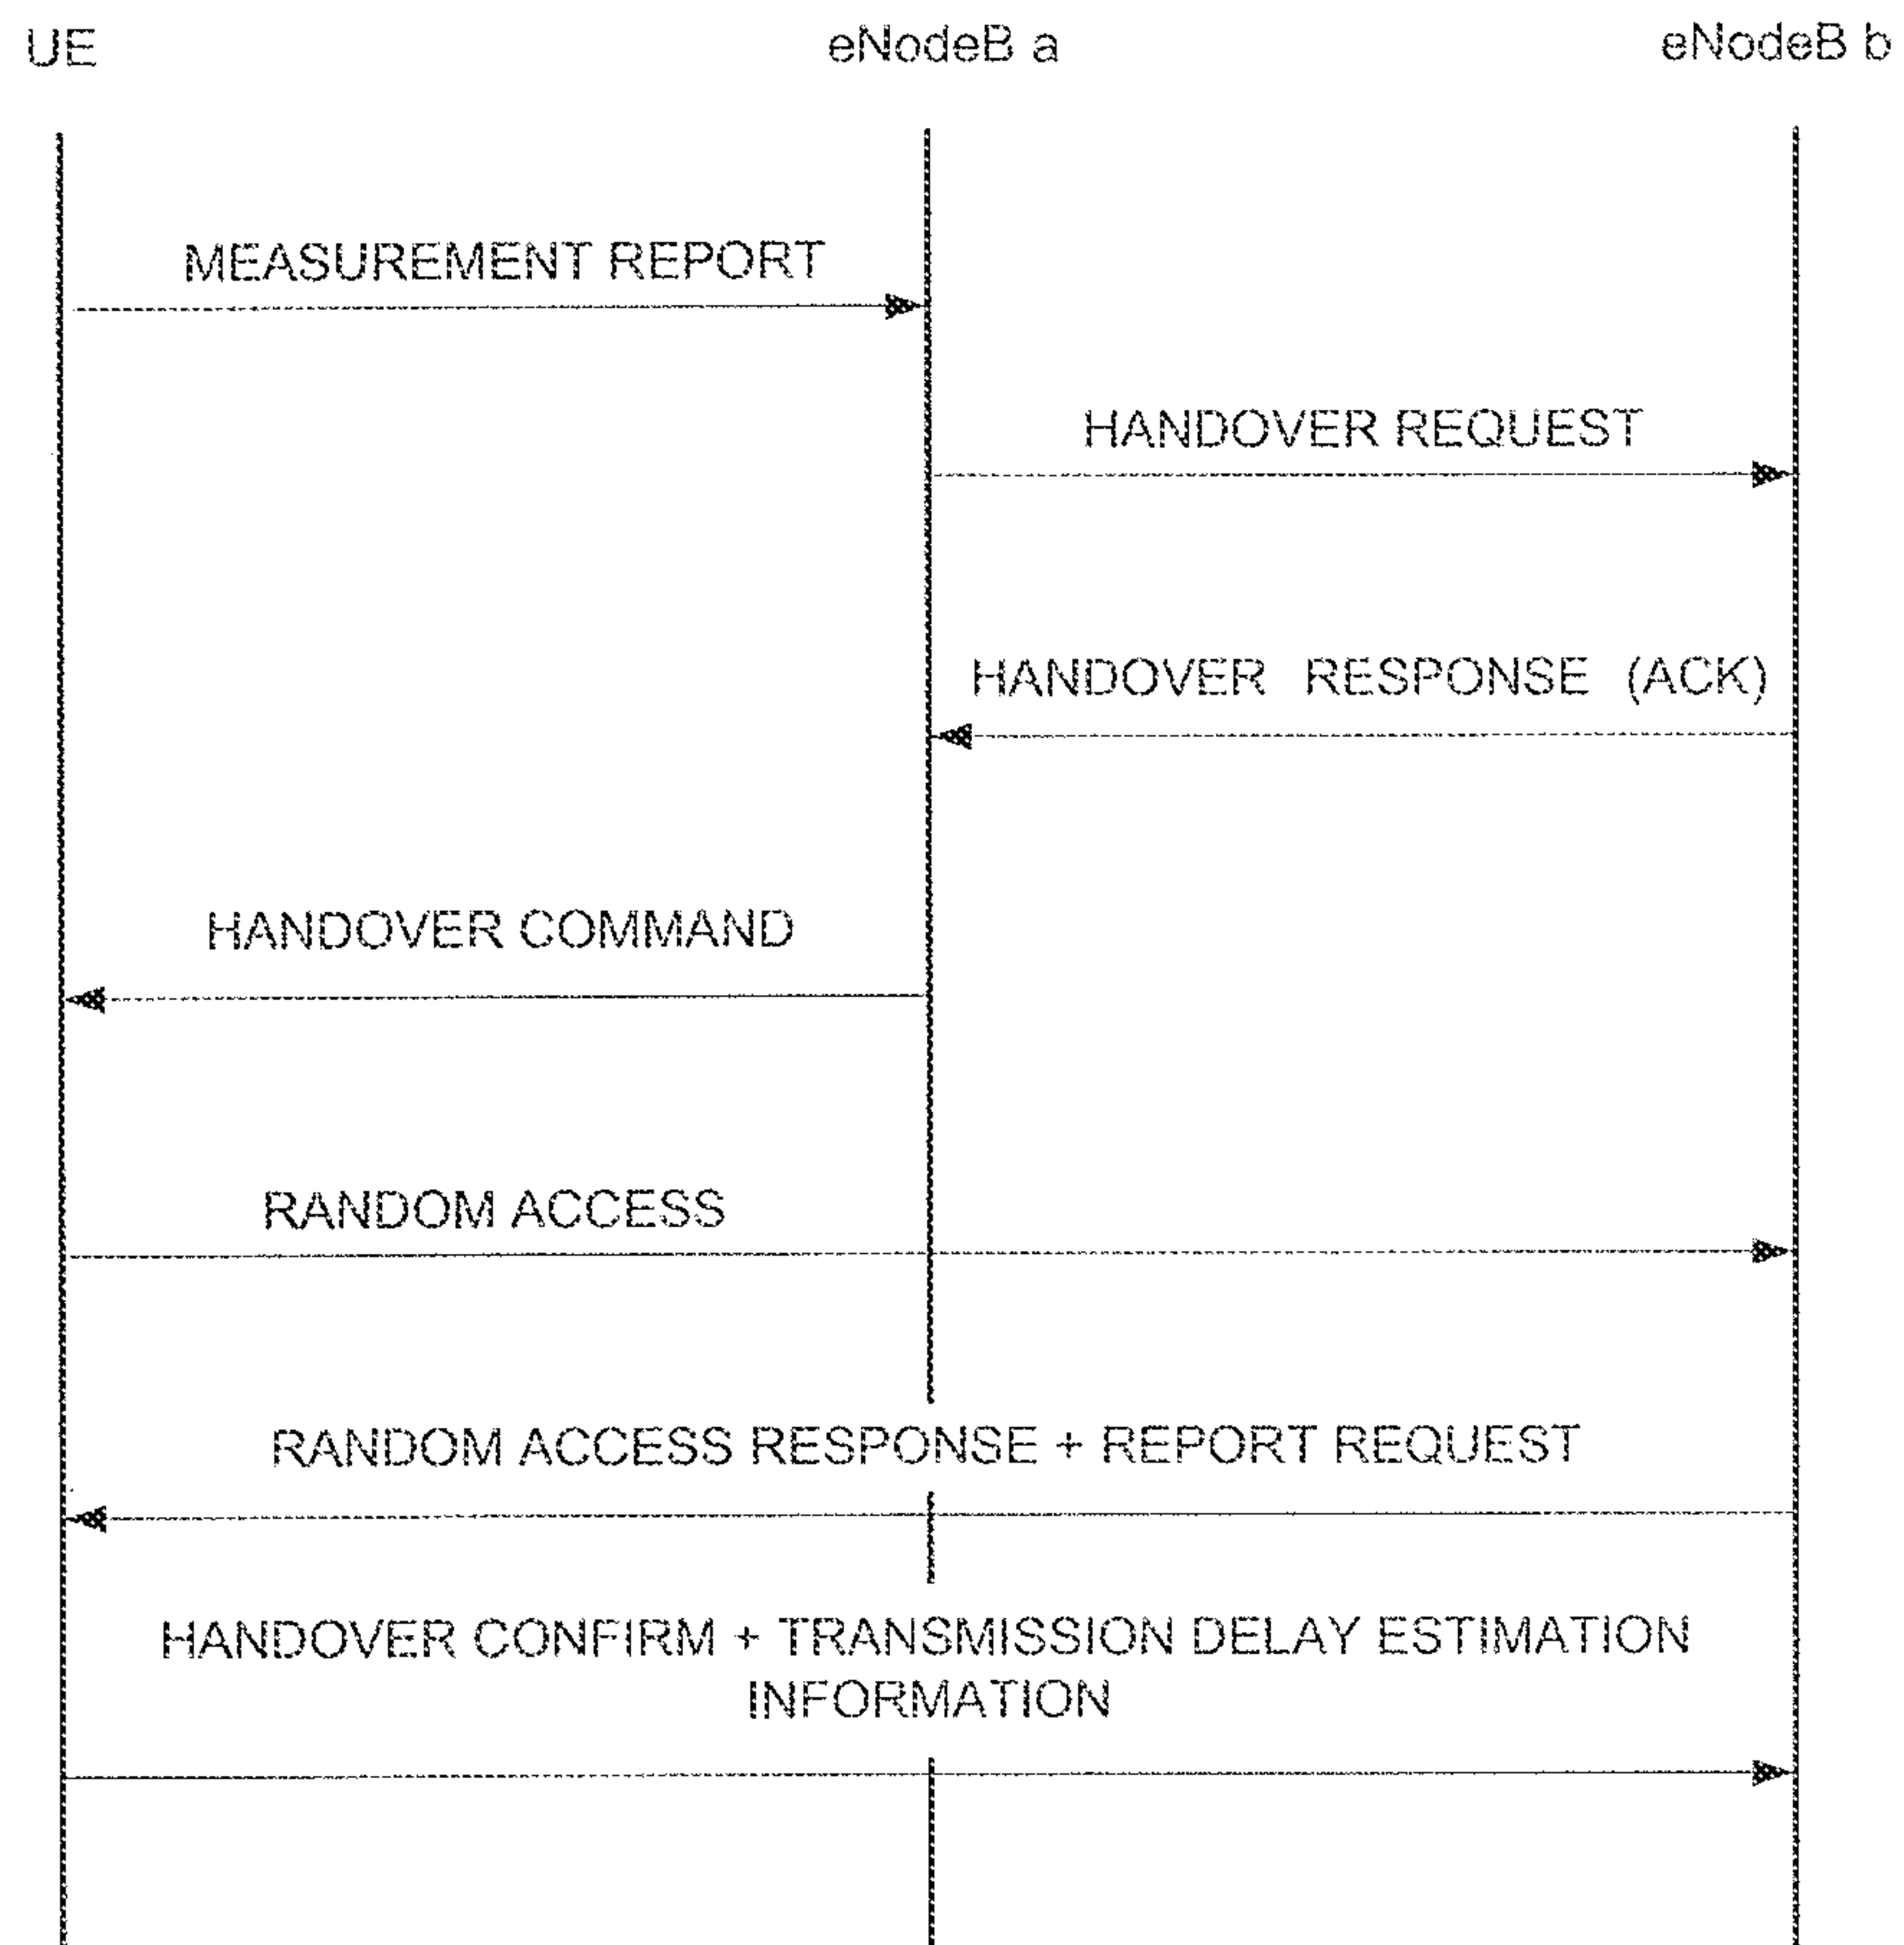 UE eNodeB a eNodeB b
MEASUREMENT REPORT
HANDOVER REQUEST
HANDOVER RESPONSE (ACK)
HANDOVER COMMAND
RANDOM ACCESS
RANDOM ACCESS RESPONSE + REPORT REQUEST
HANDOVER CONFIRM + TRANSMISSION DELAY ESTIMATION
INFORMATION